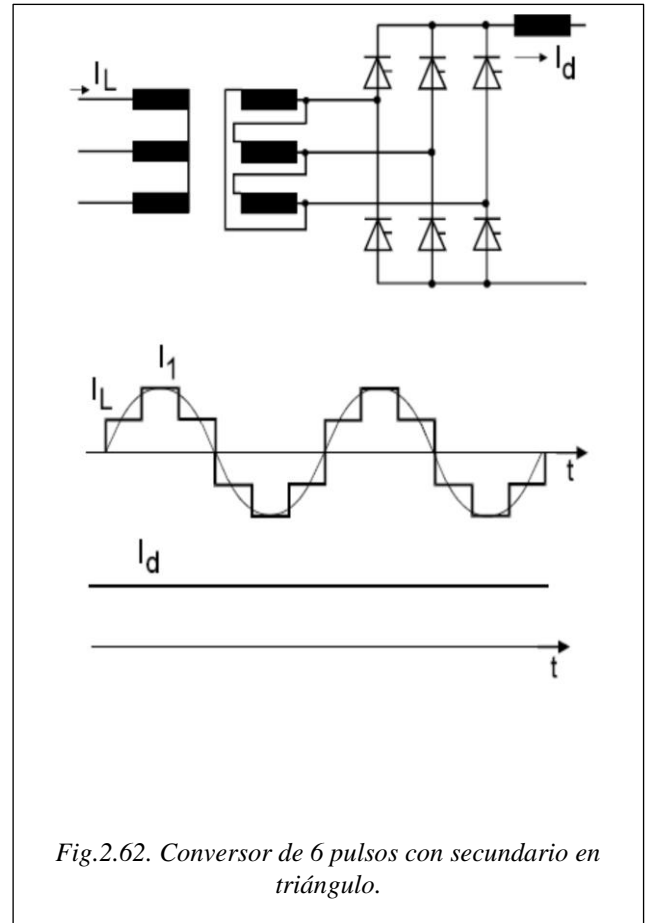 I_L
I_d
I_1
I_L
t
I_d
t
Fig.2.62. Conversor de 6 pulsos con secundario en
triángulo.